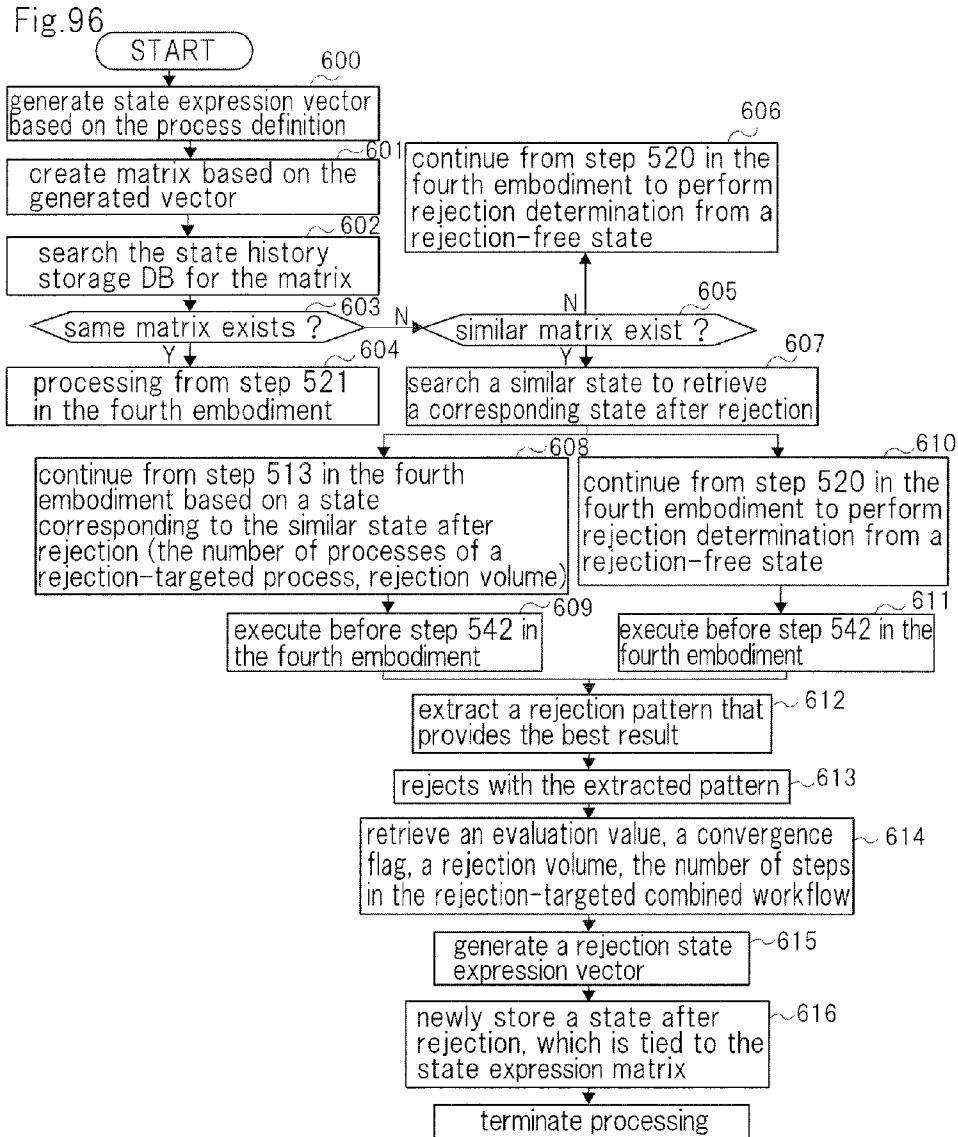 Fig.96
START
600
generate state expression vector
based on the process definition
601
create matrix based on the
generated vector
602
search the state history
storage DB for the matrix
603
same matrix exists ?
N
Y
604
processing from step 521
in the fourth embodiment
605
similar matrix exist ?
N
606
continue from step 520 in the
fourth embodiment to perform
rejection determination from a
rejection-free state
Y
607
search a similar state to retrieve
a corresponding state after rejection
608
continue from step 513 in the fourth
embodiment based on a state
corresponding to the similar state after
rejection (the number of processes of a
rejection-targeted process, rejection volume)
609
execute before step 542 in
the fourth embodiment
610
continue from step 520 in the
fourth embodiment to perform
rejection determination from a
rejection-free state
611
execute before step 542 in the
fourth embodiment
612
extract a rejection pattern that
provides the best result
613
rejects with the extracted pattern
614
retrieve an evaluation value, a convergence
flag, a rejection volume, the number of steps
in the rejection-targeted combined workflow
615
generate a rejection state
expression vector
616
newly store a state after
rejection, which is tied to the
state expression matrix
terminate processing